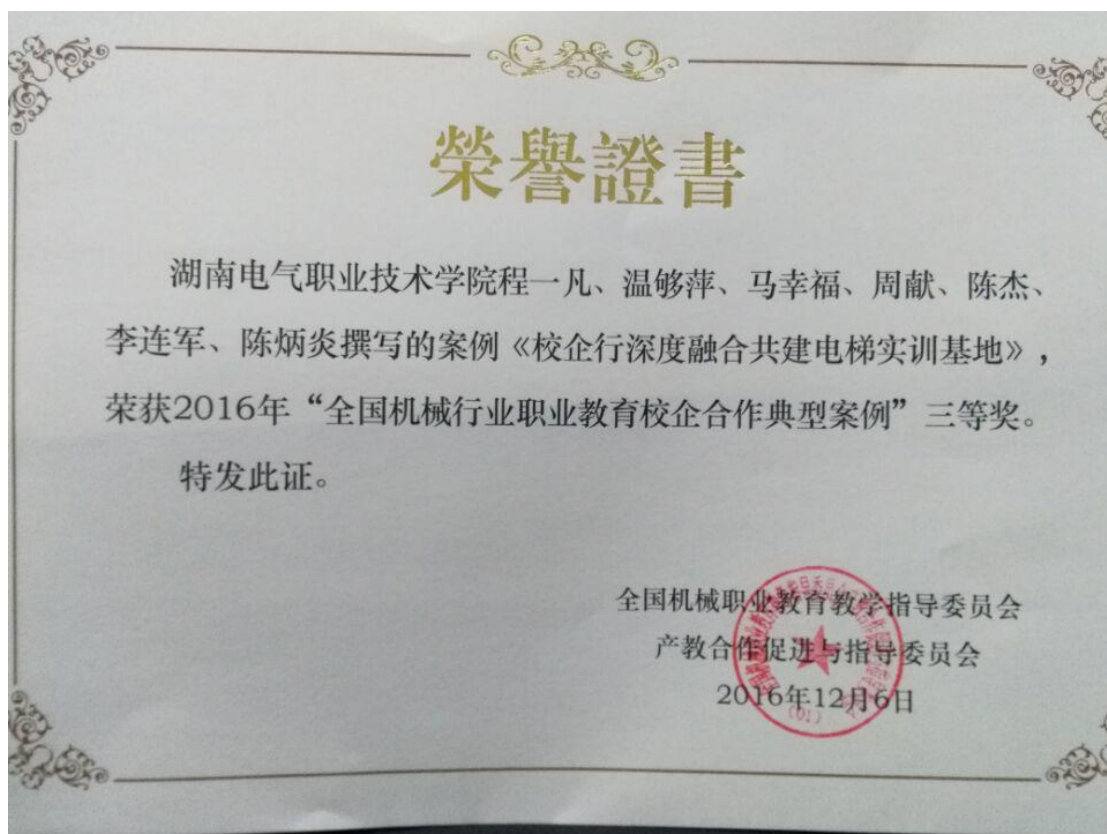 榮譽證書
湖南电气职业技术学院程一凡、温够萍、马幸福、周献、陈杰、
李连军、陈炳炎撰写的案例《校企行深度融合共建电梯实训基地》，
荣获2016年“全国机械行业职业教育校企合作典型案例”三等奖。
特发此证。
全国机械职业教育教学指导委员会
产教合作促进与指导委员会
2016年12月6日
(01)